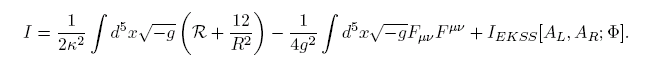 I = \frac{1}{2\kappa^2} \int d^5x \sqrt{-g} \left( \mathcal{R} + \frac{12}{R^2} \right) - \frac{1}{4g^2} \int d^5x \sqrt{-g} F_{\mu\nu} F^{\mu\nu} + I_{EKSS}[A_L, A_R; \Phi].